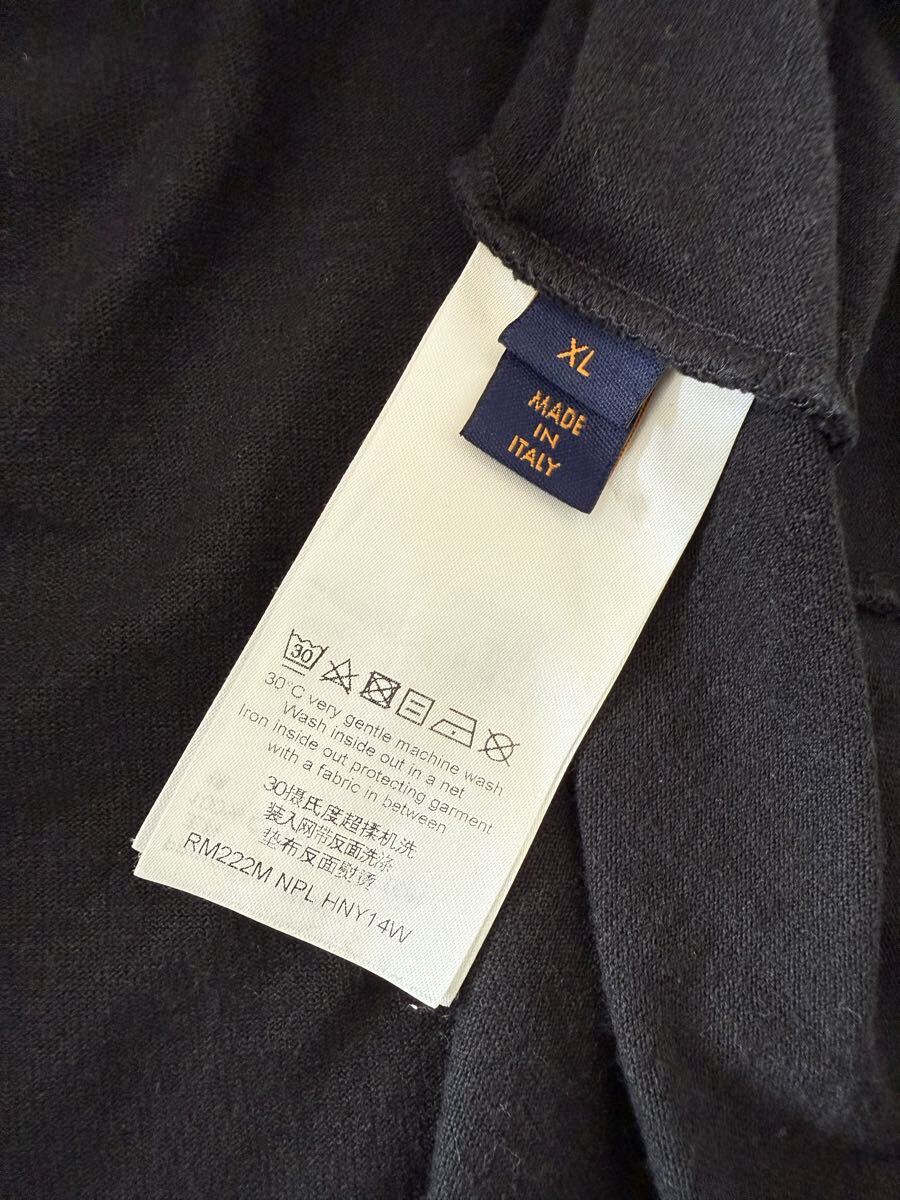 XL
MADE
IN
ITALY
30
30°C very gentle machine wash
Wash inside out in a net
Iron inside out protecting garment
with a fabric in between
30摄氏度超揉机洗
装入网带反面洗涤
垫布反面熨烫
RM222M NPL HNY14W